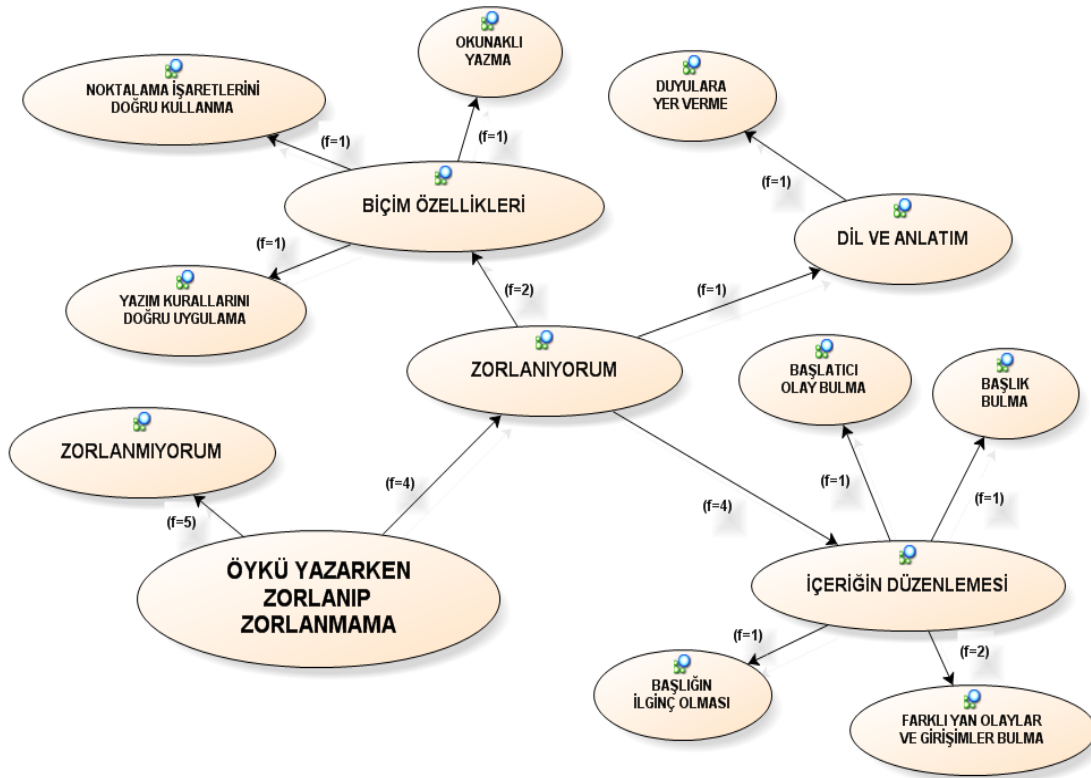 OKUNAKLI
YAZMA
NOKTALAMA İŞARETLERİNİ
DOĞRU KULLANMA
DUYULARA
YER VERME
(f=1)
(f=1)
(f=1)
BİÇİM ÖZELLİKLERİ
DİL VE ANLATIM
(f=1)
YAZIM KURALLARINI
DOĞRU UYGULAMA
(f=2)
(f=1)
ZORLANIYORUM
BAŞLATICI
OLAY BULMA
BAŞLIK
BULMA
ZORLANMIYORUM
(f=4)
(f=5)
(f=4)
(f=1)
(f=1)
ÖYKÜ YAZARKEN
ZORLANIP
ZORLANMAMA
İÇERİĞİN DÜZENLEMESİ
(f=1)
(f=2)
BAŞLIĞIN
İLGİNÇ OLMASI
FARKLI YAN OLAYLAR
VE GİRİŞİMLER BULMA